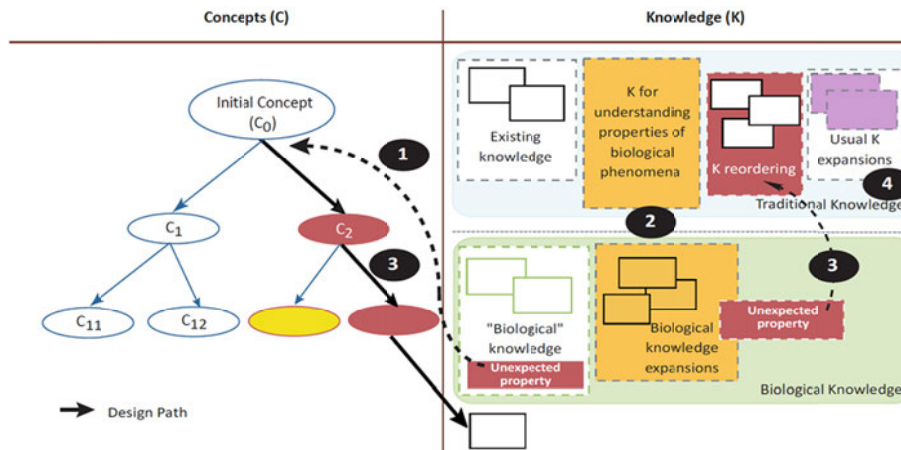 Concepts (C)
Knowledge (K)
Initial Concept
(C0)
C1
C2
C11
C12
Design Path
1
3
Existing
knowledge
K for
understanding
properties of
biological
phenomena
K reordering
Usual K
expansions
4
Traditional Knowledge
2
3
"Biological"
knowledge
Unexpected
property
Biological
knowledge
expansions
Unexpected
property
Biological Knowledge